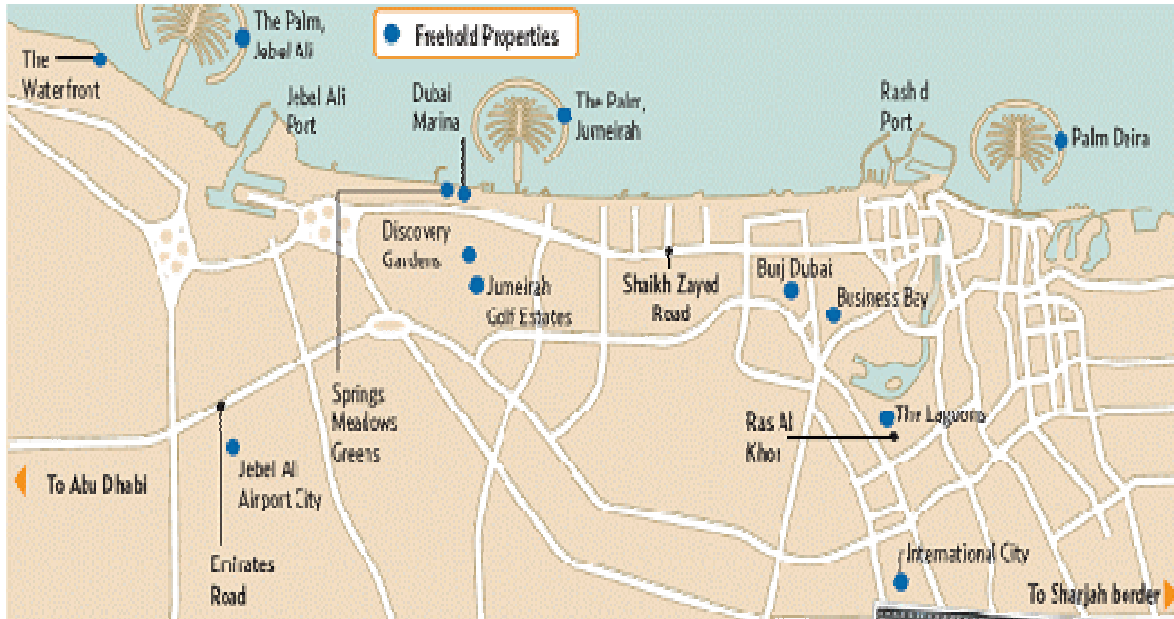 The
Waterfront
The Palm,
Jebel Ali
Freehold Properties
Jebel Ali
Port
Dubai
Marina
The Palm,
Jumeirah
Rashid
Port
Palm Deira
Discovery
Gardens
Jumeirah
Golf Estates
Shaikh Zayed
Road
Burj Dubai
Business Bay
Springs
Meadows
Greens
Ras Al
Khor
The Lagoons
To Abu Dhabi
Jebel Ali
Airport City
Emirates
Road
International City
To Sharjah border